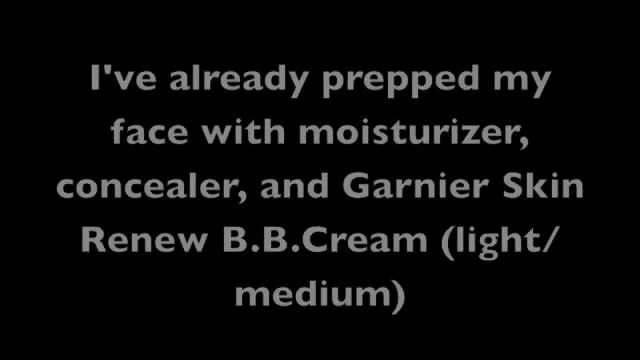 I've already prepped my
face with moisturizer,
concealer, and Garnier Skin
Renew B.B.Cream (light/
medium)